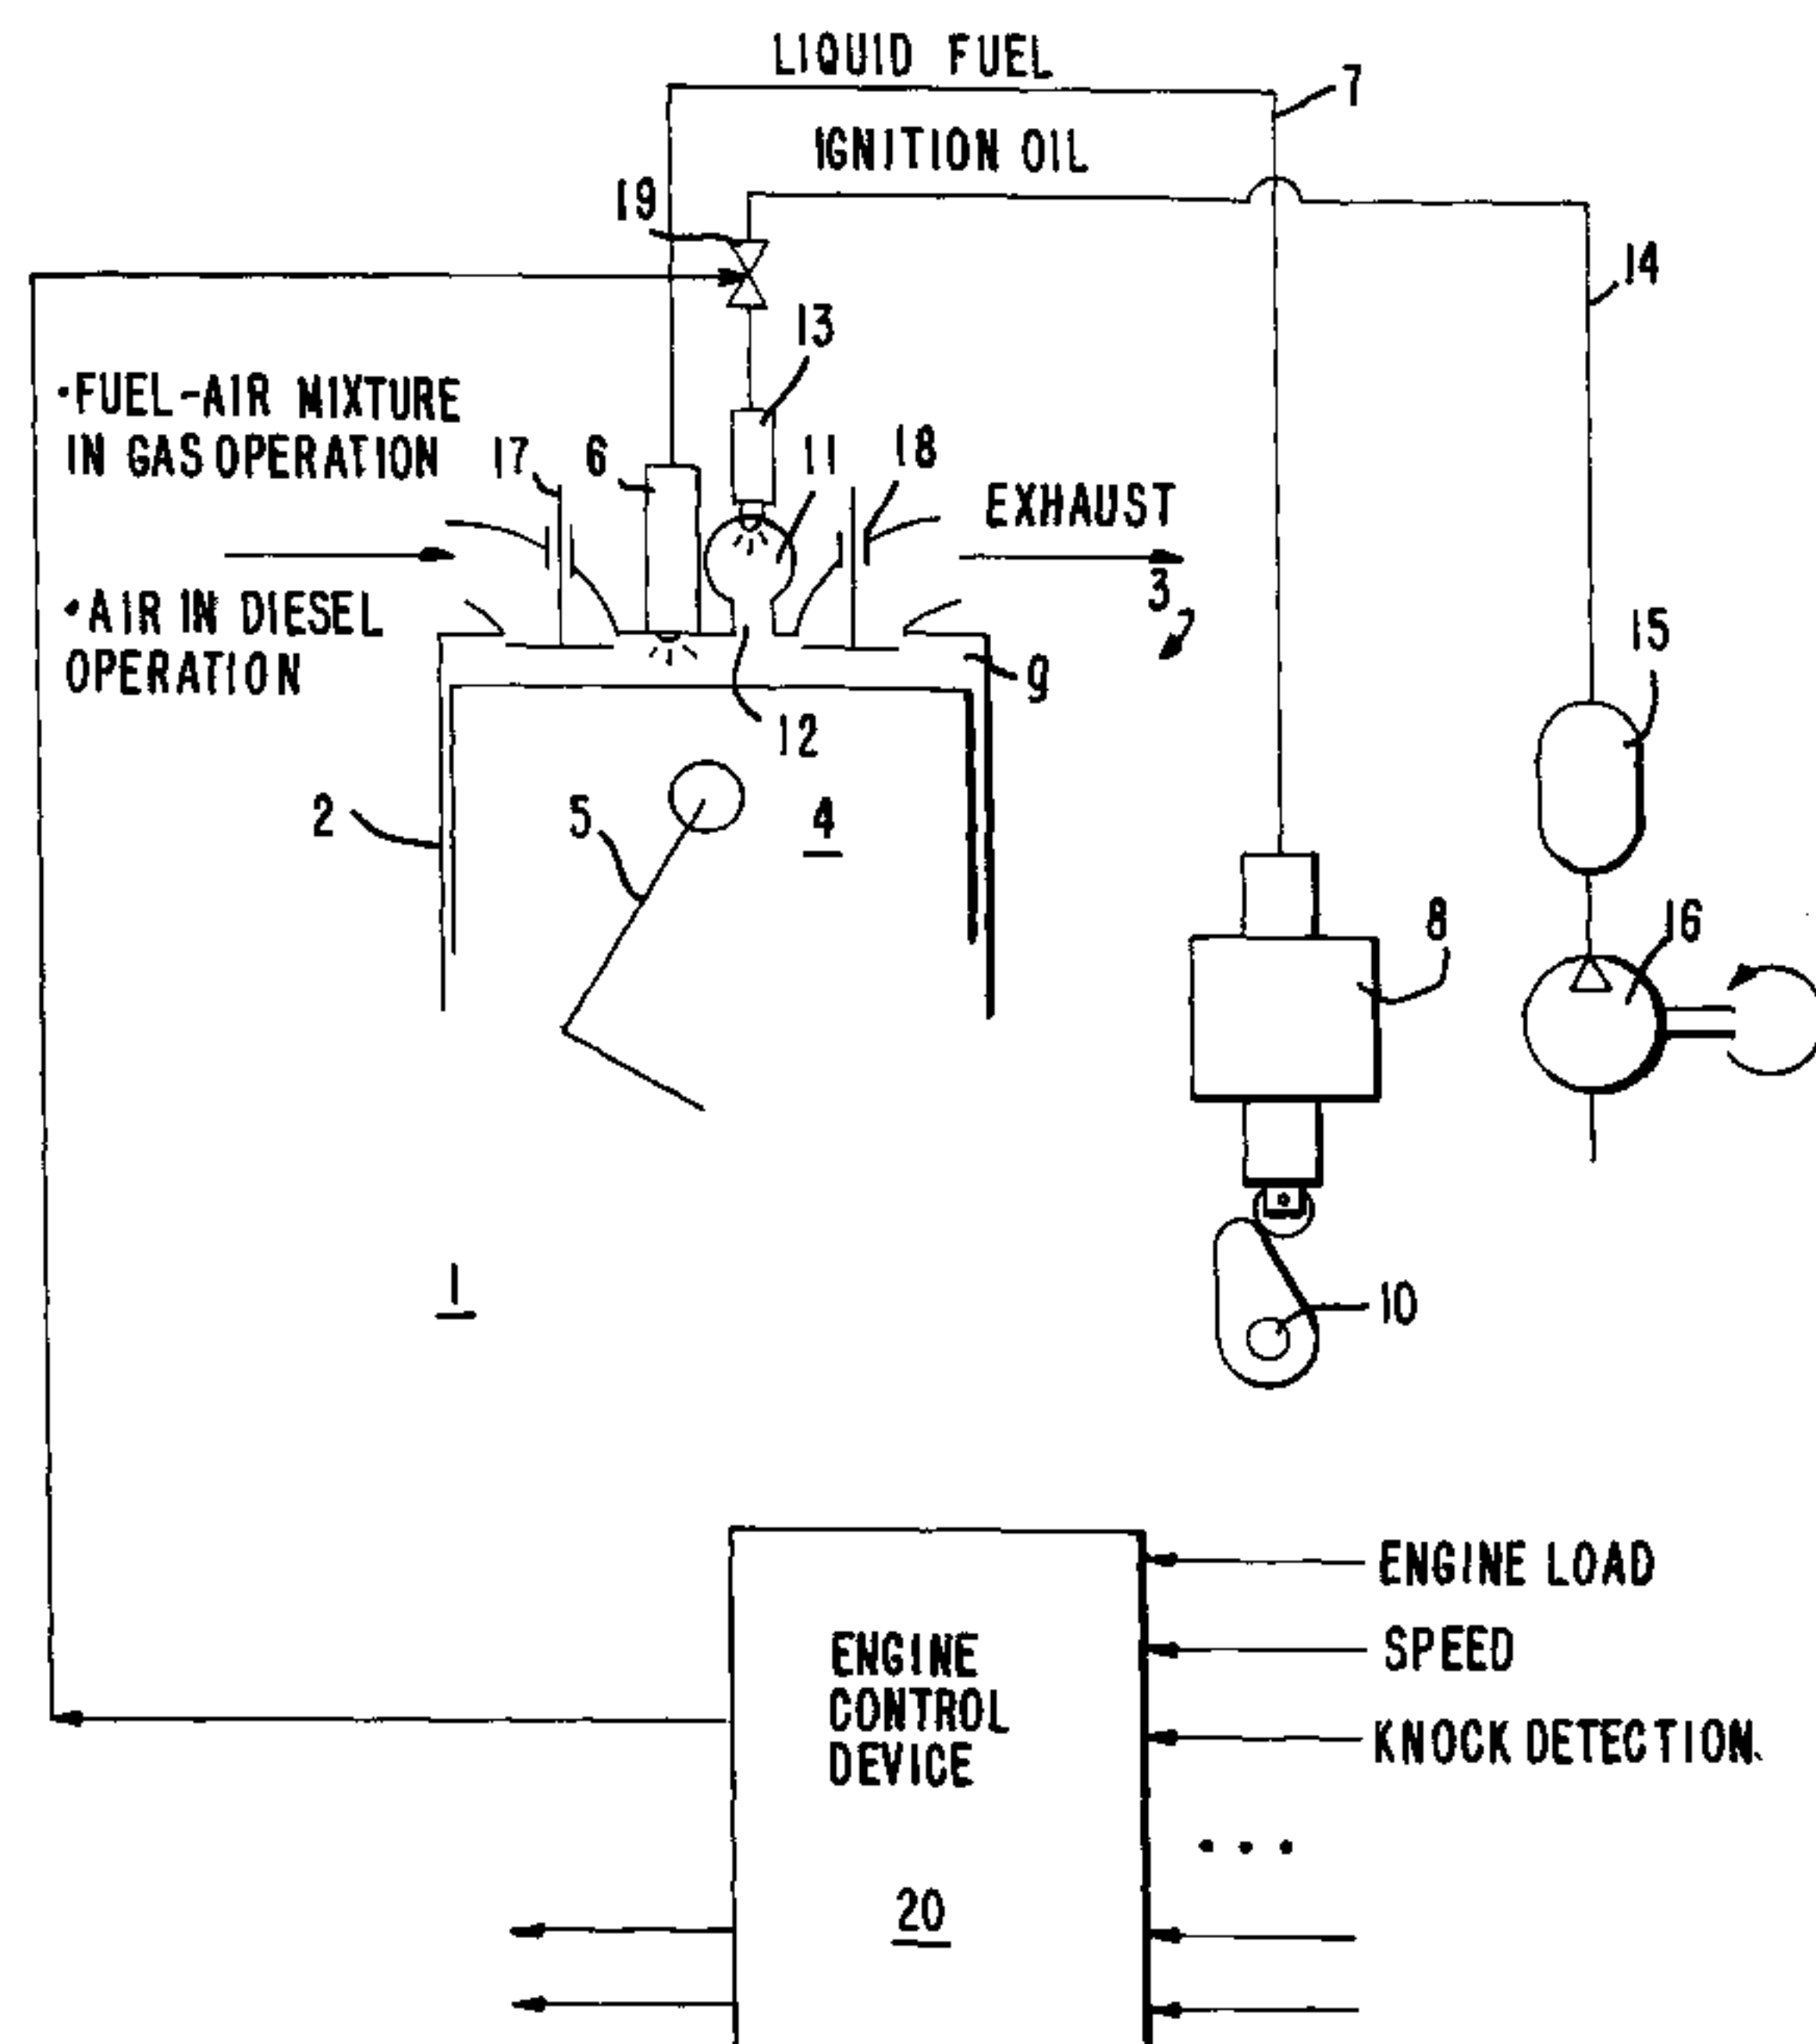 LIQUID FUEL
7
IGNITION OIL
19
14
13
•FUEL-AIR MIXTURE
IN GAS OPERATION
17
6
11
18
EXHAUST
3
•AIR IN DIESEL
OPERATION
9
15
12
2
5
4
8
16
1
10
ENGINE LOAD
ENGINE
CONTROL
DEVICE
SPEED
KNOCK DETECTION
• • •
20